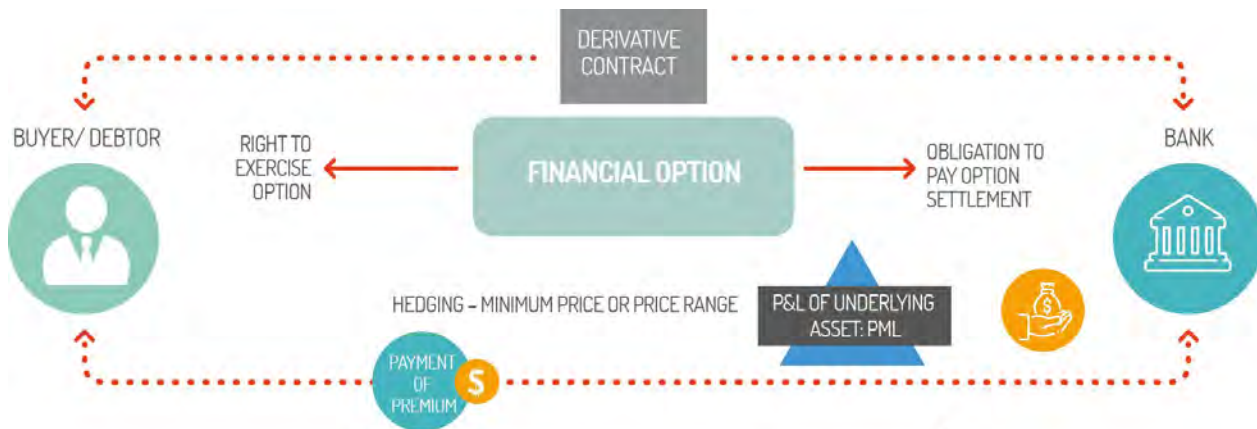 DERIVATIVE
CONTRACT
BUYER/ DEBTOR
BANK
RIGHT TO
EXERCISE
OPTION
FINANCIAL OPTION
OBLIGATION TO
PAY OPTION
SETTLEMENT
HEDGING – MINIMUM PRICE OR PRICE RANGE
P&L OF UNDERLYING
ASSET: PML
$
PAYMENT
OF
PREMIUM
$